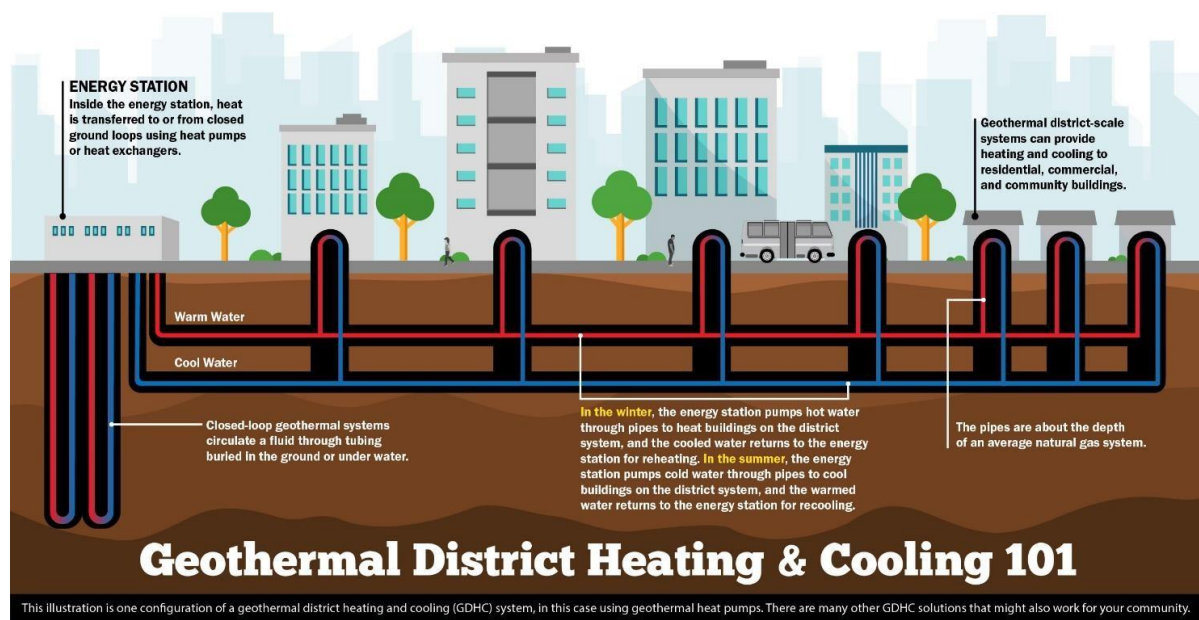 ENERGY STATION
Inside the energy station, heat
is transferred to or from closed
ground loops using heat pumps
or heat exchangers.
Geothermal district-scale
systems can provide
heating and cooling to
residential, commercial,
and community buildings.
Warm Water
Cool Water
Closed-loop geothermal systems
circulate a fluid through tubing
buried in the ground or under water.
In the winter, the energy station pumps hot water
through pipes to heat buildings on the district
system, and the cooled water returns to the energy
station for reheating. In the summer, the energy
station pumps cold water through pipes to cool
buildings on the district system, and the warmed
water returns to the energy station for recooling.
The pipes are about the depth
of an average natural gas system.
Geothermal District Heating & Cooling 101
This illustration is one configuration of a geothermal district heating and cooling (GDHC) system, in this case using geothermal heat pumps. There are many other GDHC solutions that might also work for your community.